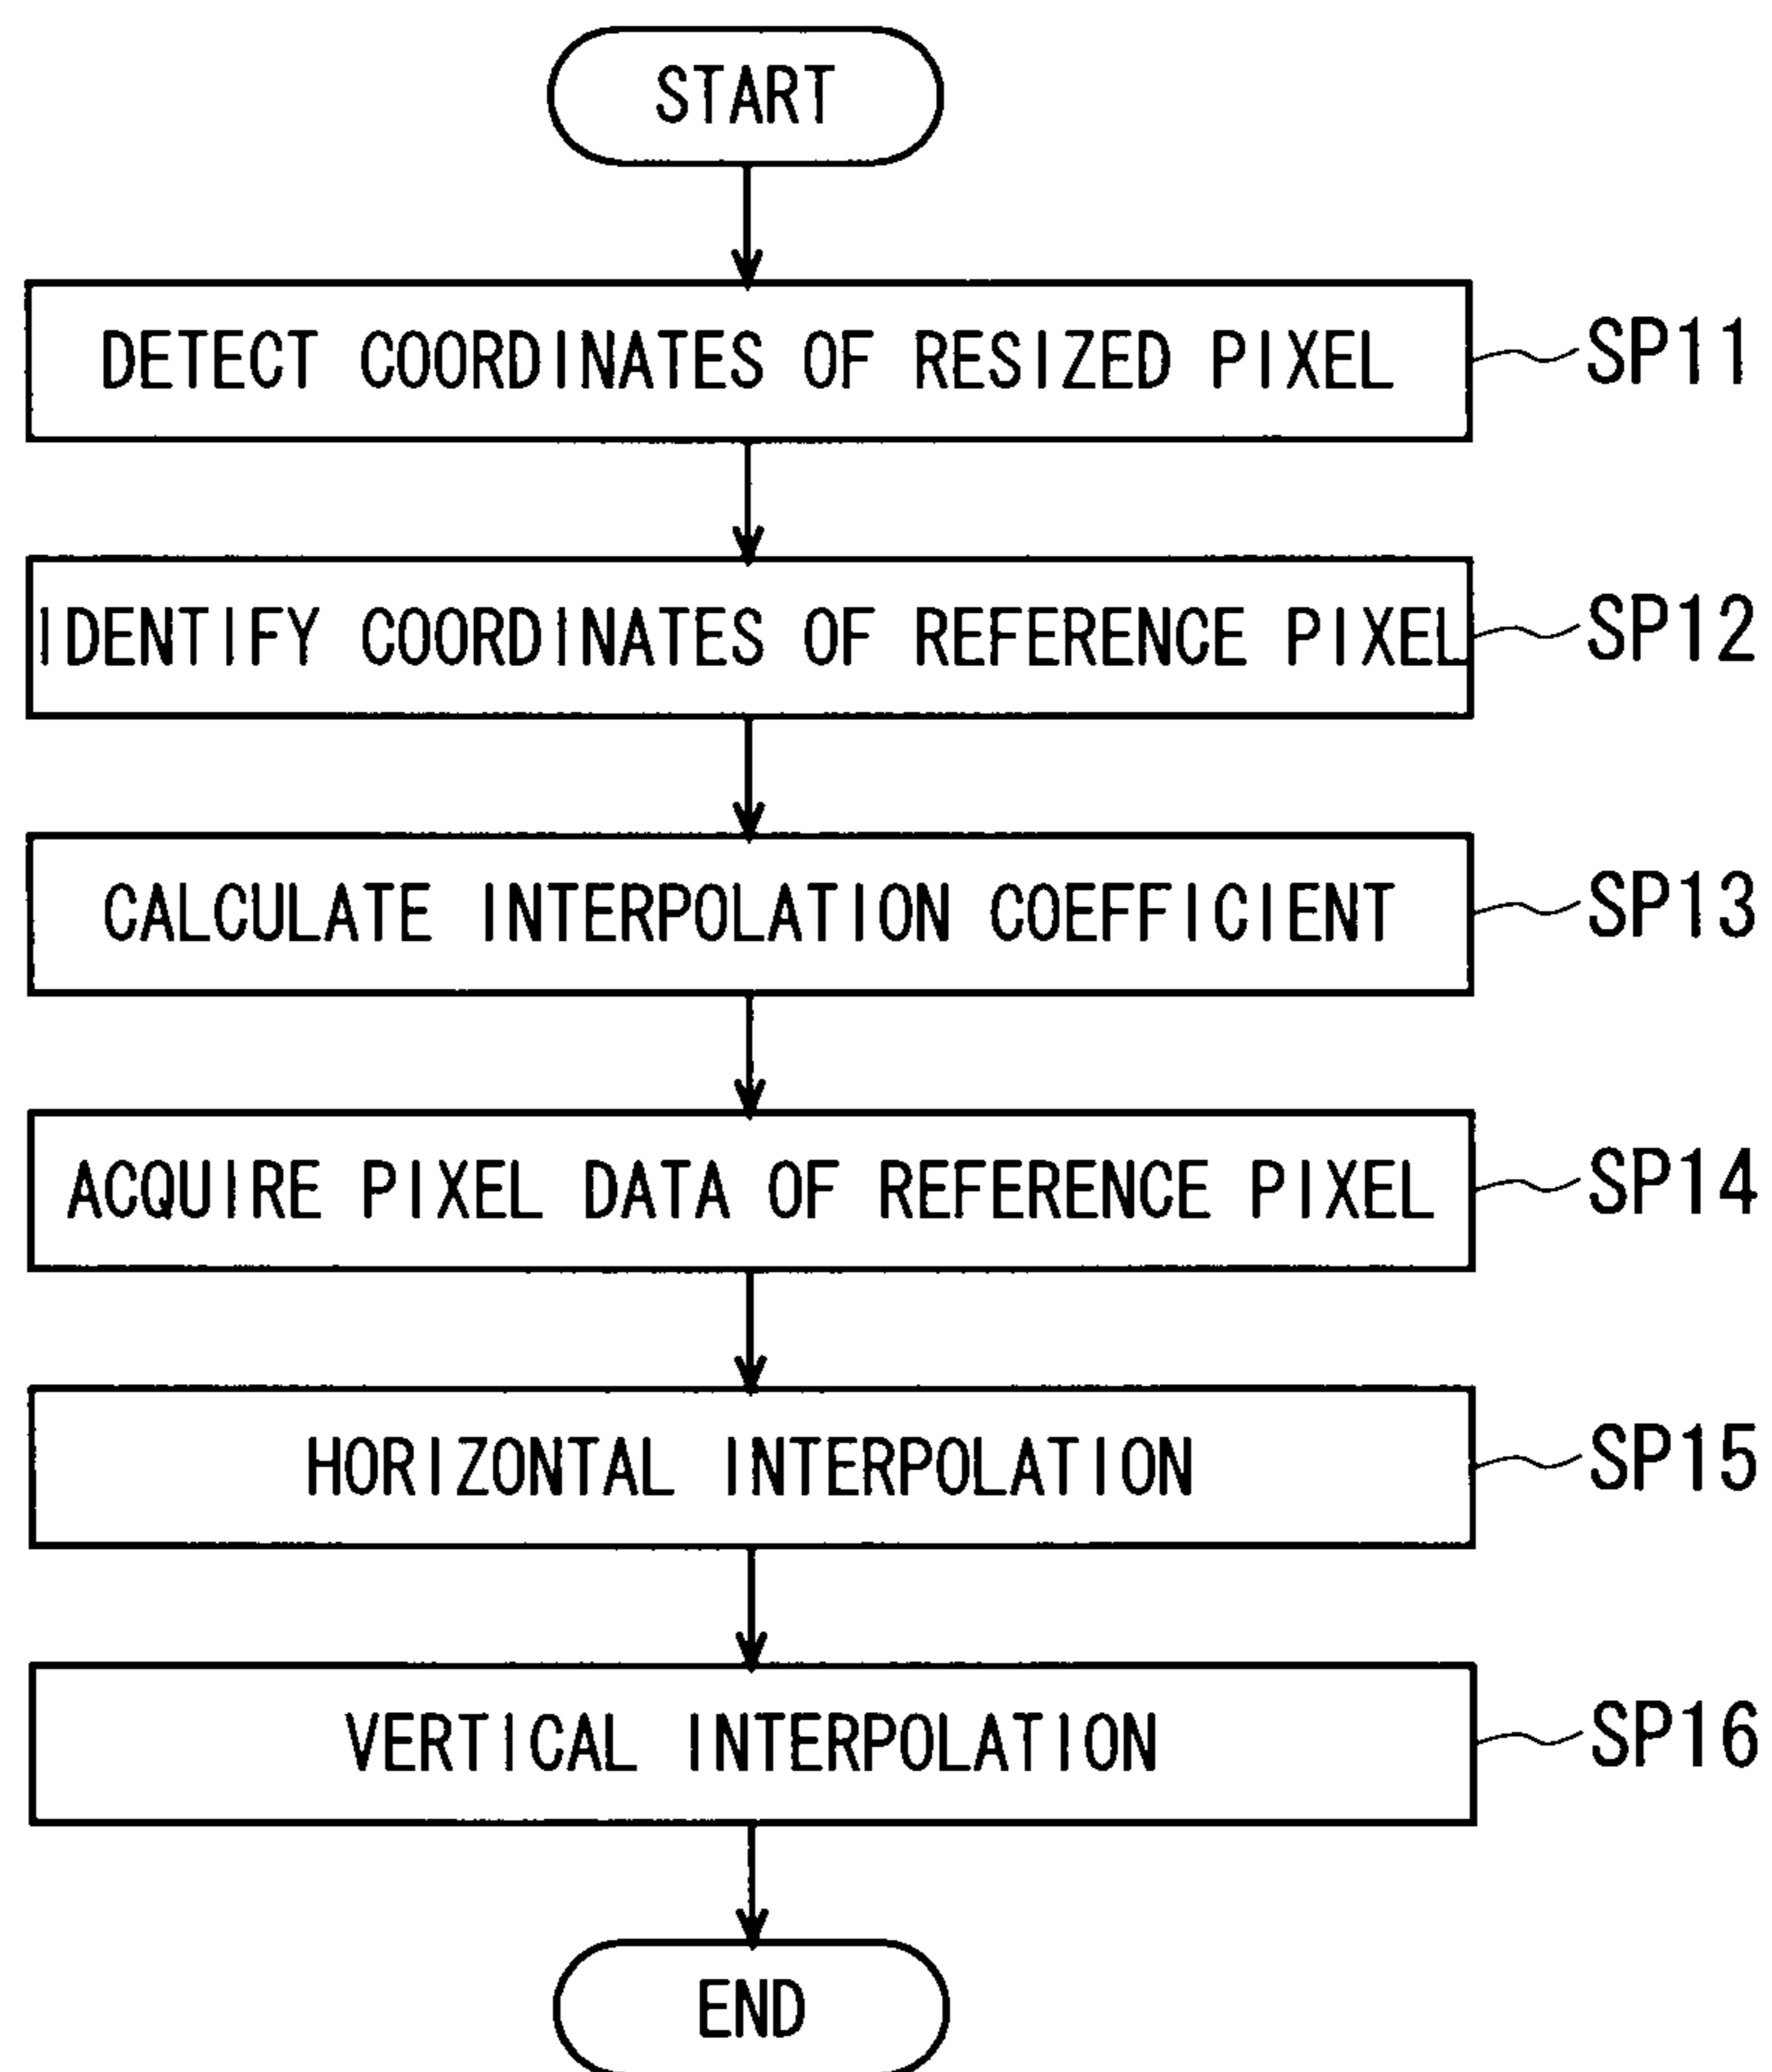 START
DETECT COORDINATES OF RESIZED PIXEL
SP11
IDENTIFY COORDINATES OF REFERENCE PIXEL
SP12
CALCULATE INTERPOLATION COEFFICIENT
SP13
ACQUIRE PIXEL DATA OF REFERENCE PIXEL
SP14
HORIZONTAL INTERPOLATION
SP15
VERTICAL INTERPOLATION
SP16
END